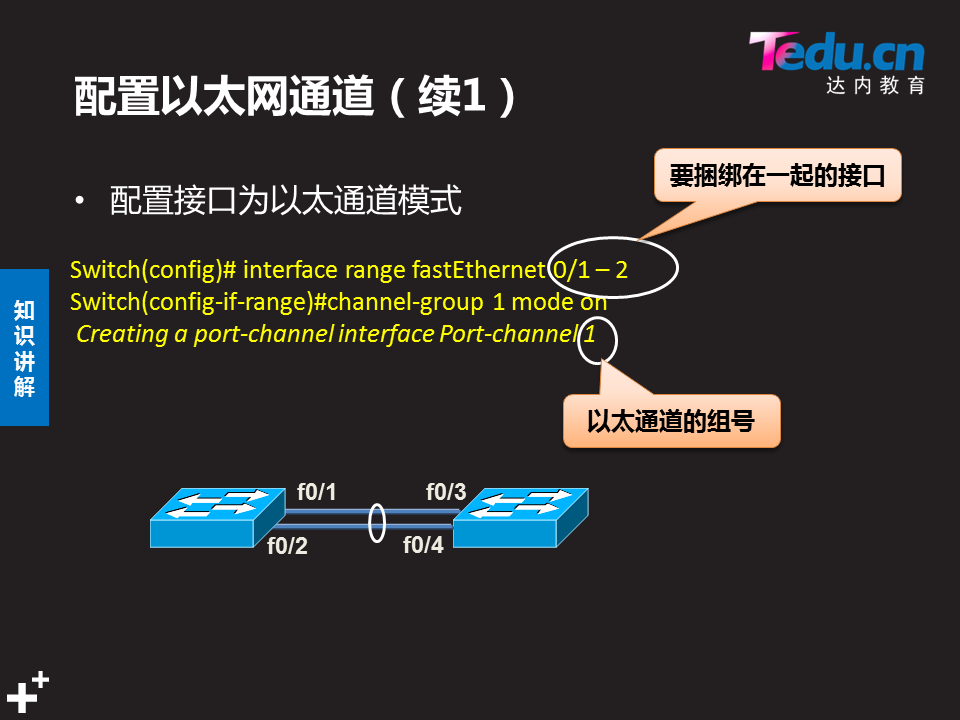 Tedu.cn
达内教育
配置以太网通道（续1）
要捆绑在一起的接口
• 配置接口为以太通道模式
Switch(config)# interface range fastEthernet 0/1 – 2
Switch(config-if-range)#channel-group 1 mode on
Creating a port-channel interface Port-channel 1
知识讲解
以太通道的组号
f0/1
f0/3
f0/2
f0/4